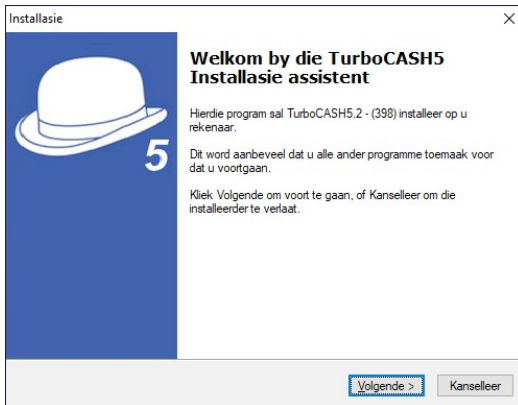 Installasie
Welkom by die TurboCASH5
Installasie assistent
Hierdie program sal TurboCASH5.2 - (398) installeer op u
rekenaar.
Dit word aanbeveel dat u alle ander programme toemaak voor
dat u voortgaan.
Kliek Volgende om voort te gaan, of Kanselleer om die
installeerder te verlaat.
5
Volgende >
Kanselleer